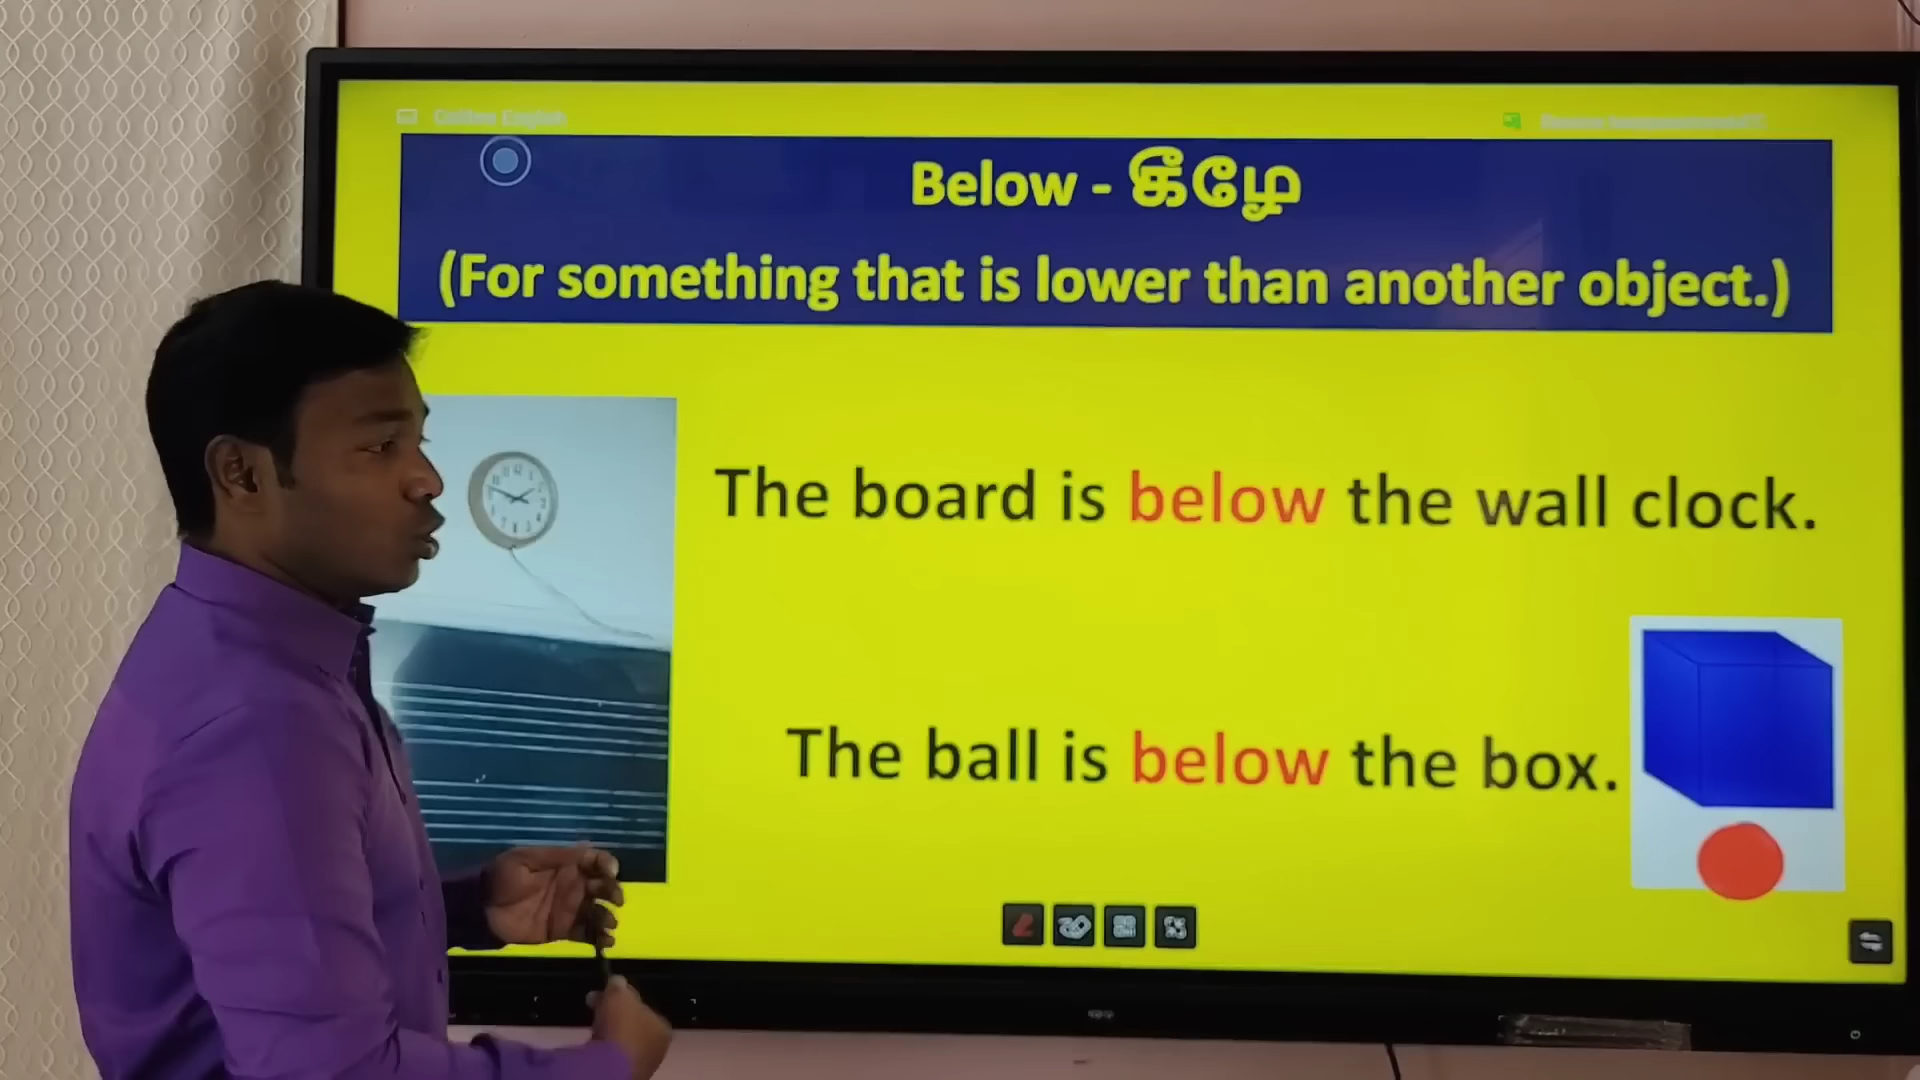 Below - கீழே
(For something that is lower than another object.)
The board is below the wall clock.
The ball is below the box.